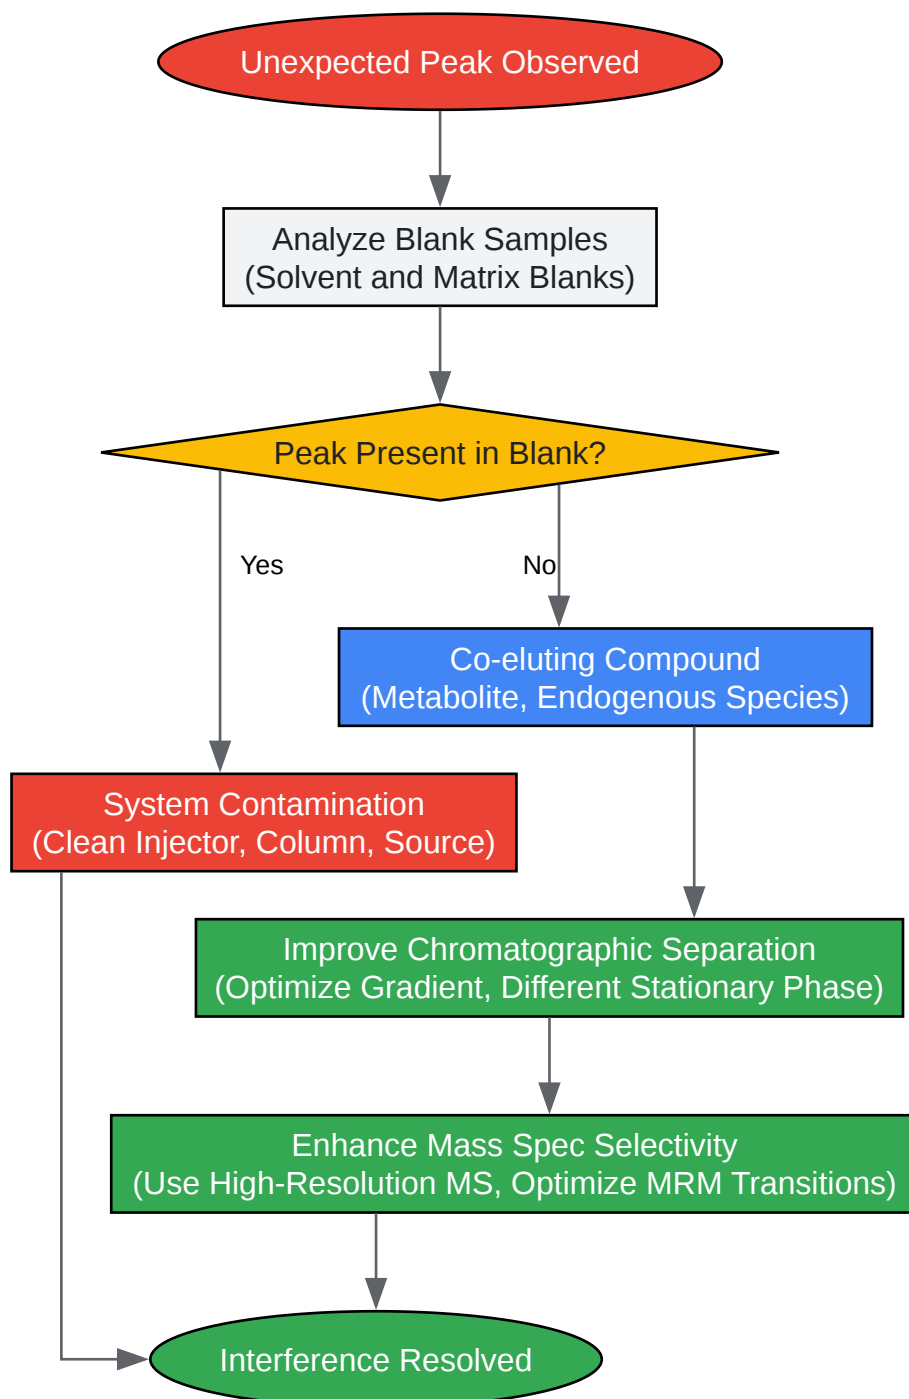 Unexpected Peak Observed
Analyze Blank Samples
(Solvent and Matrix Blanks)
Peak Present in Blank?
Yes
No
Co-eluting Compound
(Metabolite, Endogenous Species)
System Contamination
(Clean Injector, Column, Source)
Improve Chromatographic Separation
(Optimize Gradient, Different Stationary Phase)
Enhance Mass Spec Selectivity
(Use High-Resolution MS, Optimize MRM Transitions)
Interference Resolved